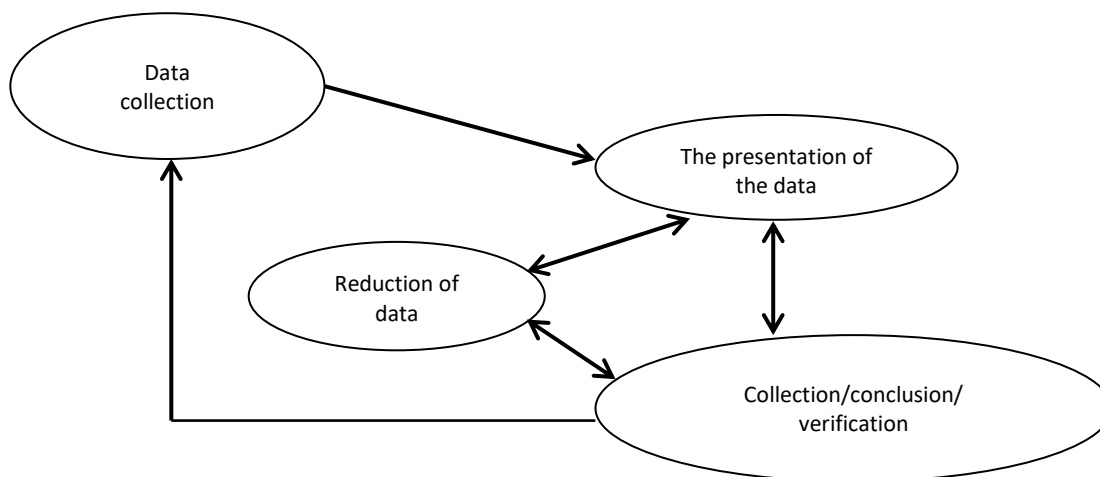 Data
collection
The presentation of
the data
Reduction of
data
Collection/conclusion/
verification